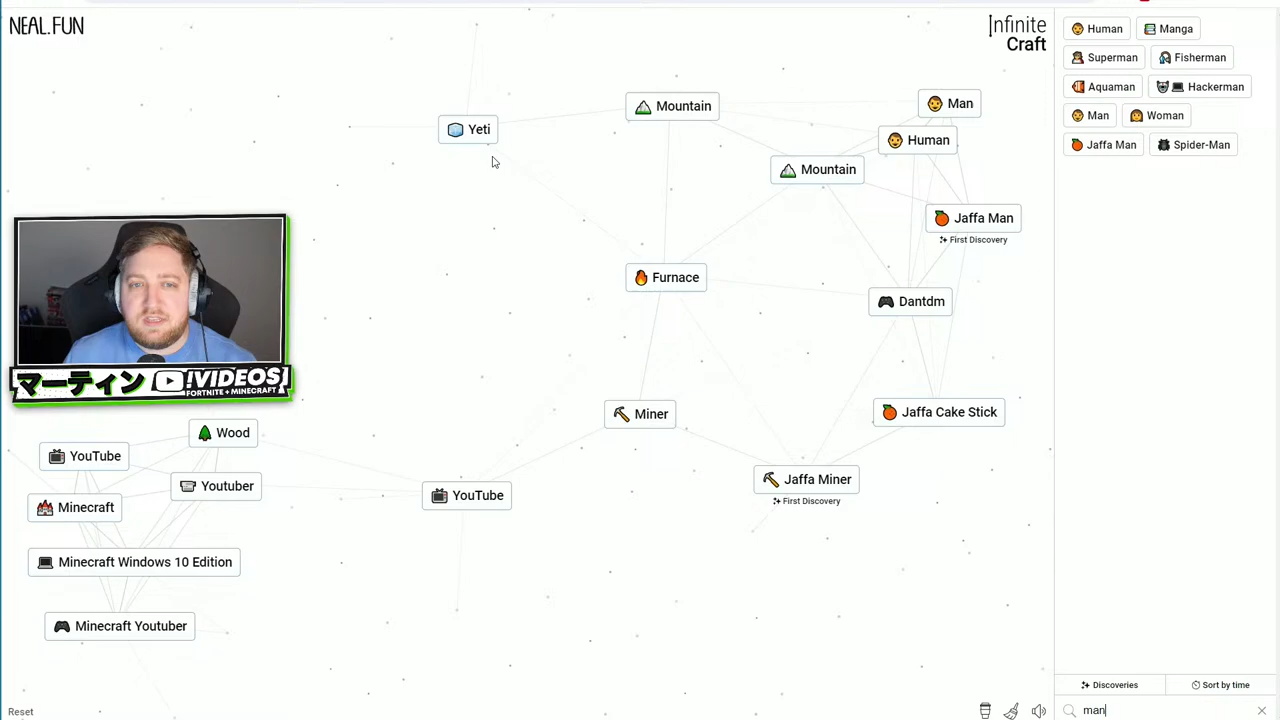 NEAL.FUN
Infinite
Craft
Yeti
Mountain
Man
Human
Mountain
Jaffa Man
First Discovery
Furnace
Dantdm
Miner
Jaffa Cake Stick
Jaffa Miner
First Discovery
マーティン
!VIDEOS
FORTNITE + MINECRAFT
Wood
YouTube
Youtuber
Minecraft
YouTube
Minecraft Windows 10 Edition
Minecraft Youtuber
Reset
Human
Manga
Superman
Fisherman
Aquaman
Hackerman
Man
Woman
Jaffa Man
Spider-Man
Discoveries
Sort by time
man